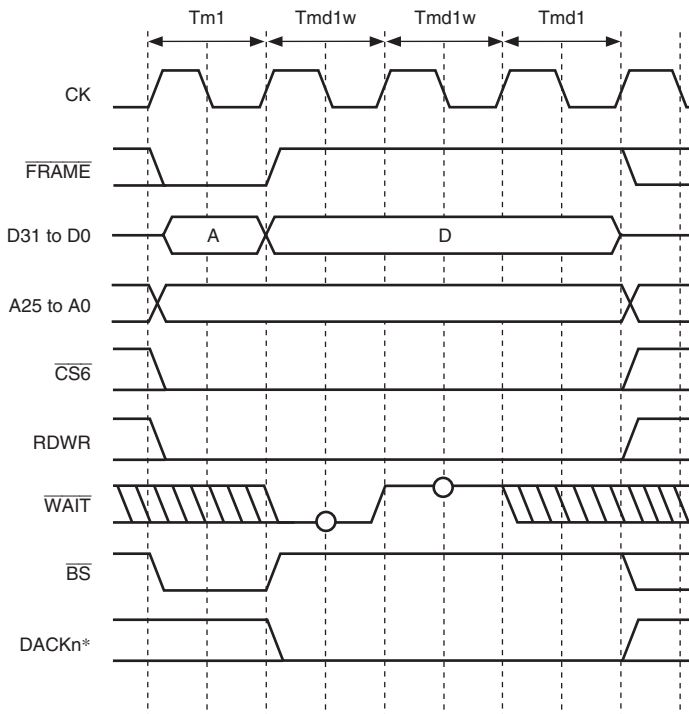 Tm1 Tmd1w Tmd1w Tmd1
CK
FRAME
D31 to D0 A D
A25 to A0
CS6
RDWR
WAIT
BS
DACKn*